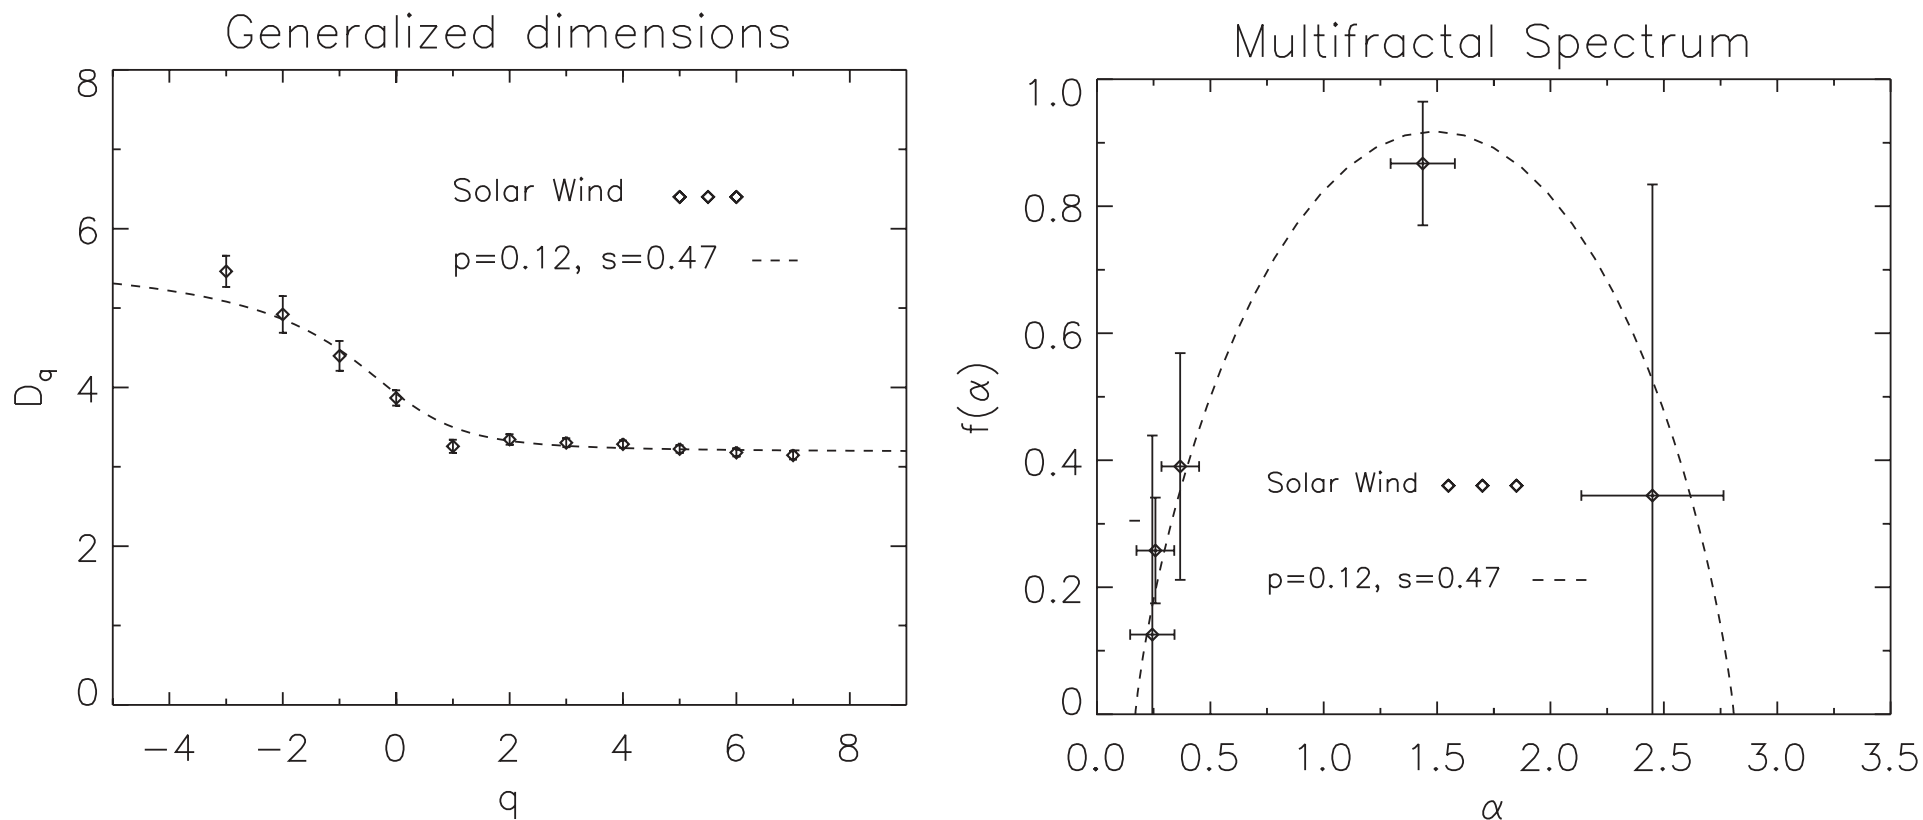 Generalized dimensions
8
6
4
2
0
D_q
Solar Wind
p=0.12, s=0.47
−4 −2 0 2 4 6 8
q
Multifractal Spectrum
1.0
0.8
0.6
0.4
0.2
0
f(α)
Solar Wind
p=0.12, s=0.47
0.0 0.5 1.0 1.5 2.0 2.5 3.0 3.5
α